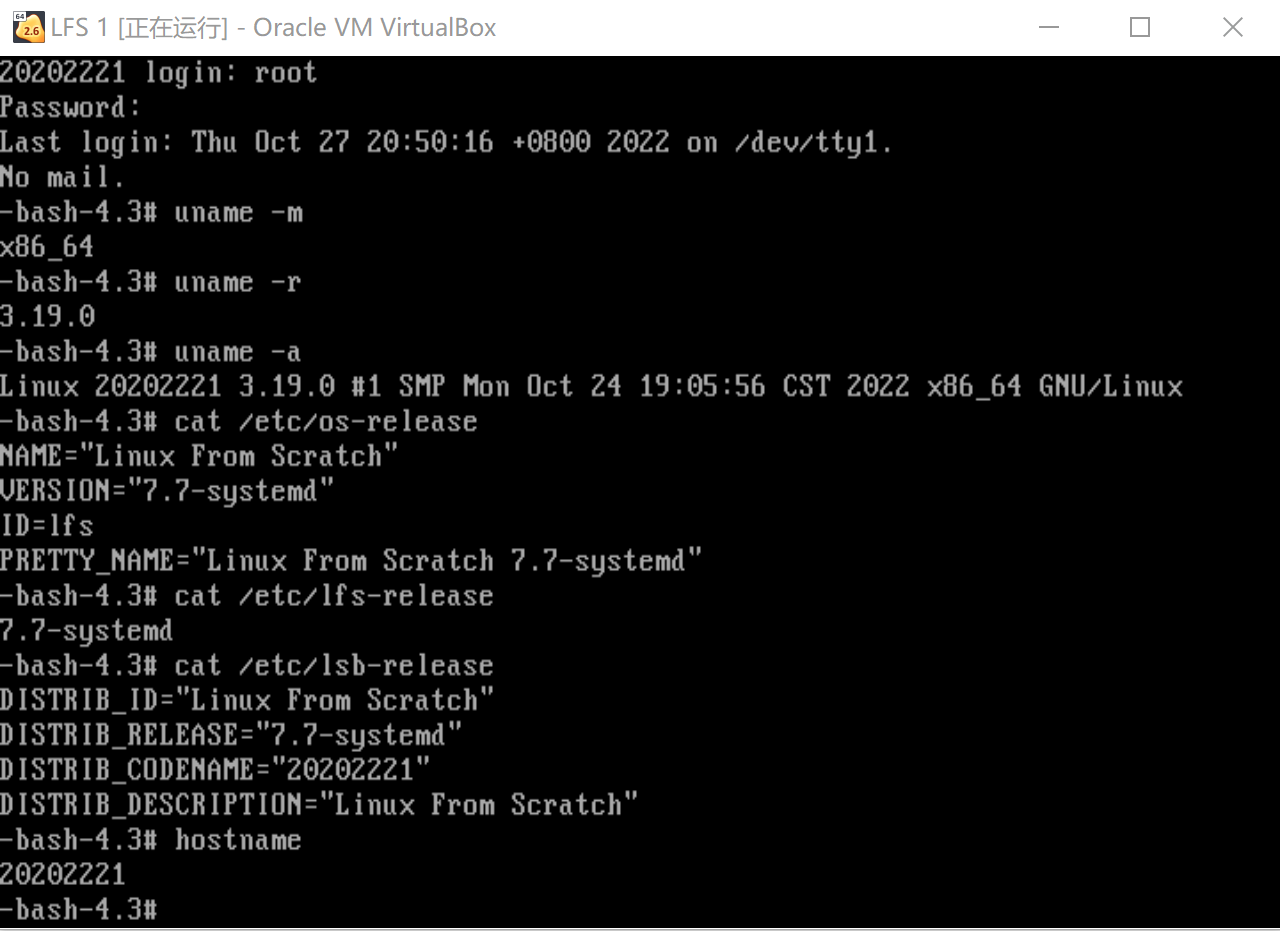 64
2.6
LFS 1 [正在运行] - Oracle VM VirtualBox
20202221 login: root
Password:
Last login: Thu Oct 27 20:50:16 +0800 2022 on /dev/tty1.
No mail.
-bash-4.3# uname -m
x86_64
-bash-4.3# uname -r
3.19.0
-bash-4.3# uname -a
Linux 20202221 3.19.0 #1 SMP Mon Oct 24 19:05:56 CST 2022 x86_64 GNU/Linux
-bash-4.3# cat /etc/os-release
NAME="Linux From Scratch"
VERSION="7.7-systemd"
ID=lfs
PRETTY_NAME="Linux From Scratch 7.7-systemd"
-bash-4.3# cat /etc/lfs-release
7.7-systemd
-bash-4.3# cat /etc/lsb-release
DISTRIB_ID="Linux From Scratch"
DISTRIB_RELEASE="7.7-systemd"
DISTRIB_CODENAME="20202221"
DISTRIB_DESCRIPTION="Linux From Scratch"
-bash-4.3# hostname
20202221
-bash-4.3#